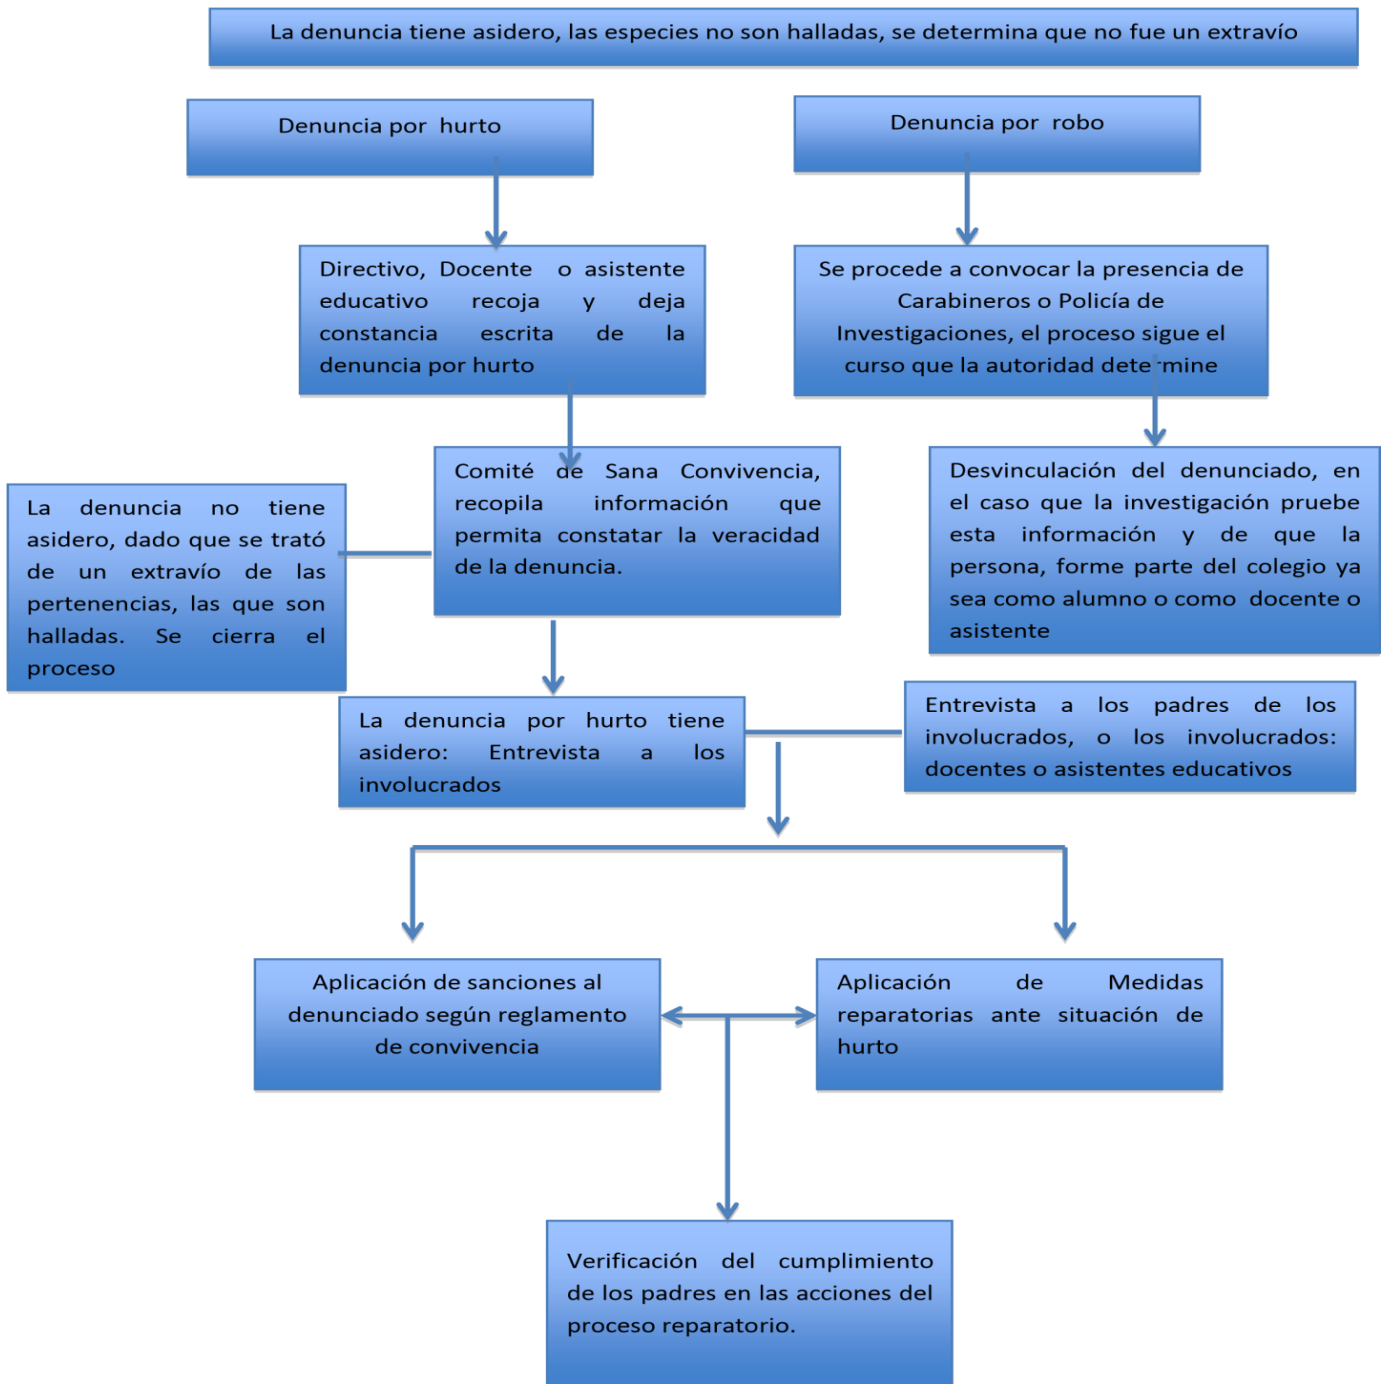 La denuncia tiene asidero, las especies no son halladas, se determina que no fue un extravío
Denuncia por hurto
Denuncia por robo
Directivo, Docente o asistente
educativo recoja y deja
constancia escrita de la
denuncia por hurto
Se procede a convocar la presencia de
Carabineros o Policía de
Investigaciones, el proceso sigue el
curso que la autoridad determine
Comité de Sana Convivencia,
recopila información que
permita constatar la veracidad
de la denuncia.
Desvinculación del denunciado, en
el caso que la investigación pruebe
esta información y de que la
persona, forme parte del colegio ya
sea como alumno o como docente o
asistente
La denuncia no tiene
asidero, dado que se trató
de un extravío de las
pertenencias, las que son
halladas. Se cierra el
proceso
La denuncia por hurto tiene
asidero: Entrevista a los
involucrados
Entrevista a los padres de los
involucrados, o los involucrados:
docentes o asistentes educativos
Aplicación de sanciones al
denunciado según reglamento
de convivencia
Aplicación de Medidas
reparatorias ante situación de
hurto
Verificación del cumplimiento
de los padres en las acciones del
proceso reparatorio.